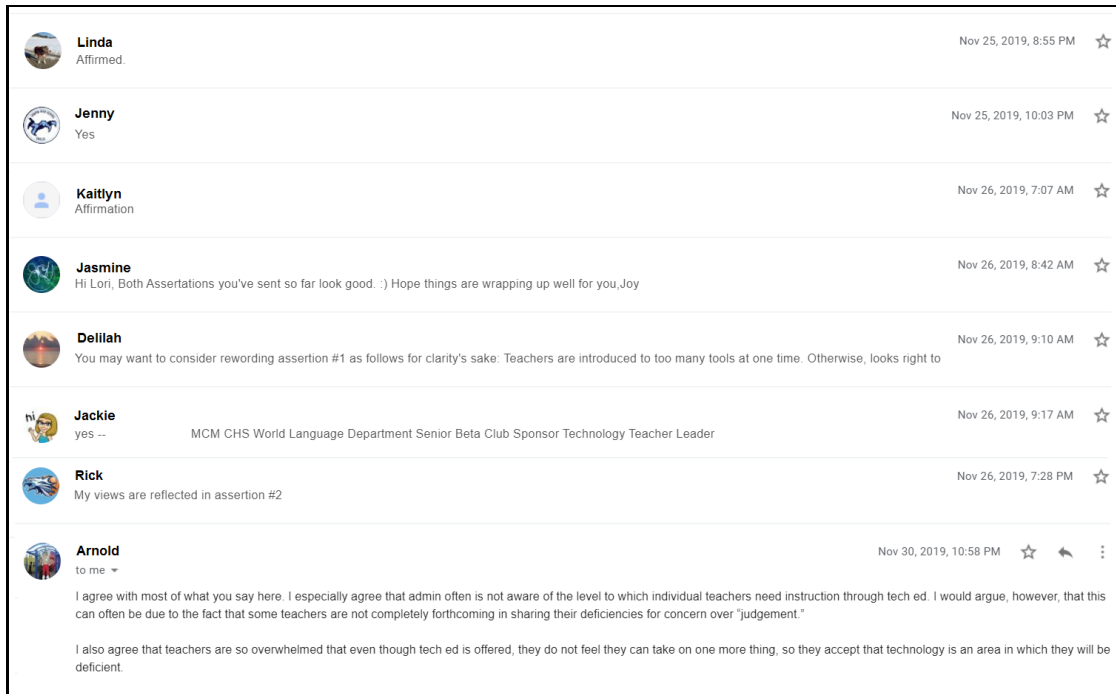 Linda
Nov 25, 2019, 8:55 PM
Affirmed.
Jenny
Nov 25, 2019, 10:03 PM
Yes
Kaitlyn
Nov 26, 2019, 7:07 AM
Affirmation
Jasmine
Nov 26, 2019, 8:42 AM
Hi Lori, Both Assertations you've sent so far look good. :) Hope things are wrapping up well for you,Joy
Delilah
Nov 26, 2019, 9:10 AM
You may want to consider rewording assertion #1 as follows for clarity's sake: Teachers are introduced to too many tools at one time. Otherwise, looks right to
hi
Jackie
Nov 26, 2019, 9:17 AM
yes -- MCM CHS World Language Department Senior Beta Club Sponsor Technology Teacher Leader
Rick
Nov 26, 2019, 7:28 PM
My views are reflected in assertion #2
Arnold
Nov 30, 2019, 10:58 PM
to me
I agree with most of what you say here. I especially agree that admin often is not aware of the level to which individual teachers need instruction through tech ed. I would argue, however, that this
can often be due to the fact that some teachers are not completely forthcoming in sharing their deficiencies for concern over “judgement.”
I also agree that teachers are so overwhelmed that even though tech ed is offered, they do not feel they can take on one more thing, so they accept that technology is an area in which they will be
deficient.